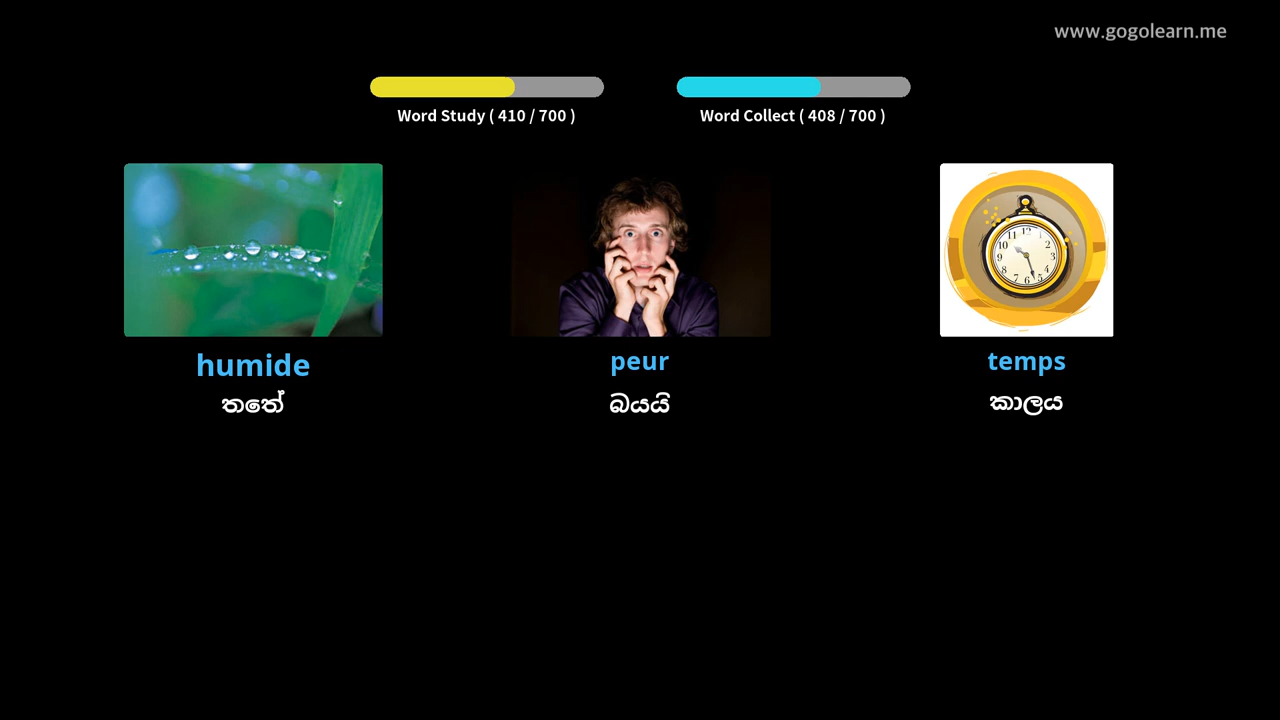 www.gogolearn.me
Word Study ( 410 / 700 )
Word Collect ( 408 / 700 )
humide
තතේ
peur
බයයි
temps
කාලය